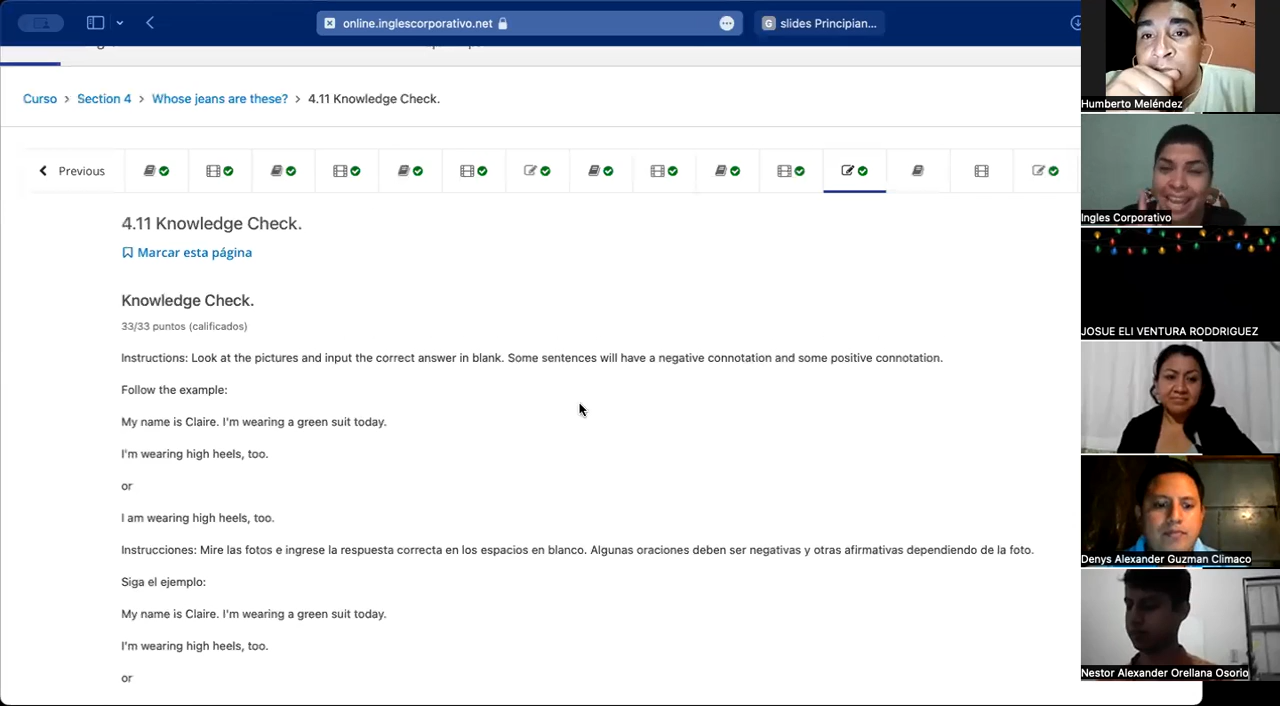 online.inglescorporativo.net
slides Principian...
Curso > Section 4 > Whose jeans are these? > 4.11 Knowledge Check.
Previous
4.11 Knowledge Check.
Marcar esta página
Knowledge Check.
33/33 puntos (calificados)
Instructions: Look at the pictures and input the correct answer in blank. Some sentences will have a negative connotation and some positive connotation.
Follow the example:
My name is Claire. I'm wearing a green suit today.
I'm wearing high heels, too.
or
I am wearing high heels, too.
Instrucciones: Mire las fotos e ingrese la respuesta correcta en los espacios en blanco. Algunas oraciones deben ser negativas y otras afirmativas dependiendo de la foto.
Siga el ejemplo:
My name is Claire. I'm wearing a green suit today.
I'm wearing high heels, too.
or
Humberto Meléndez
Ingles Corporativo
JOSUE ELI VENTURA RODDRIGUEZ
Denys Alexander Guzman Climaco
Nestor Alexander Orellana Osorio